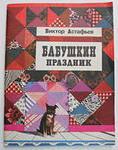 Виктор Астафьев
БАБУШКИН
ПРАЗДНИК